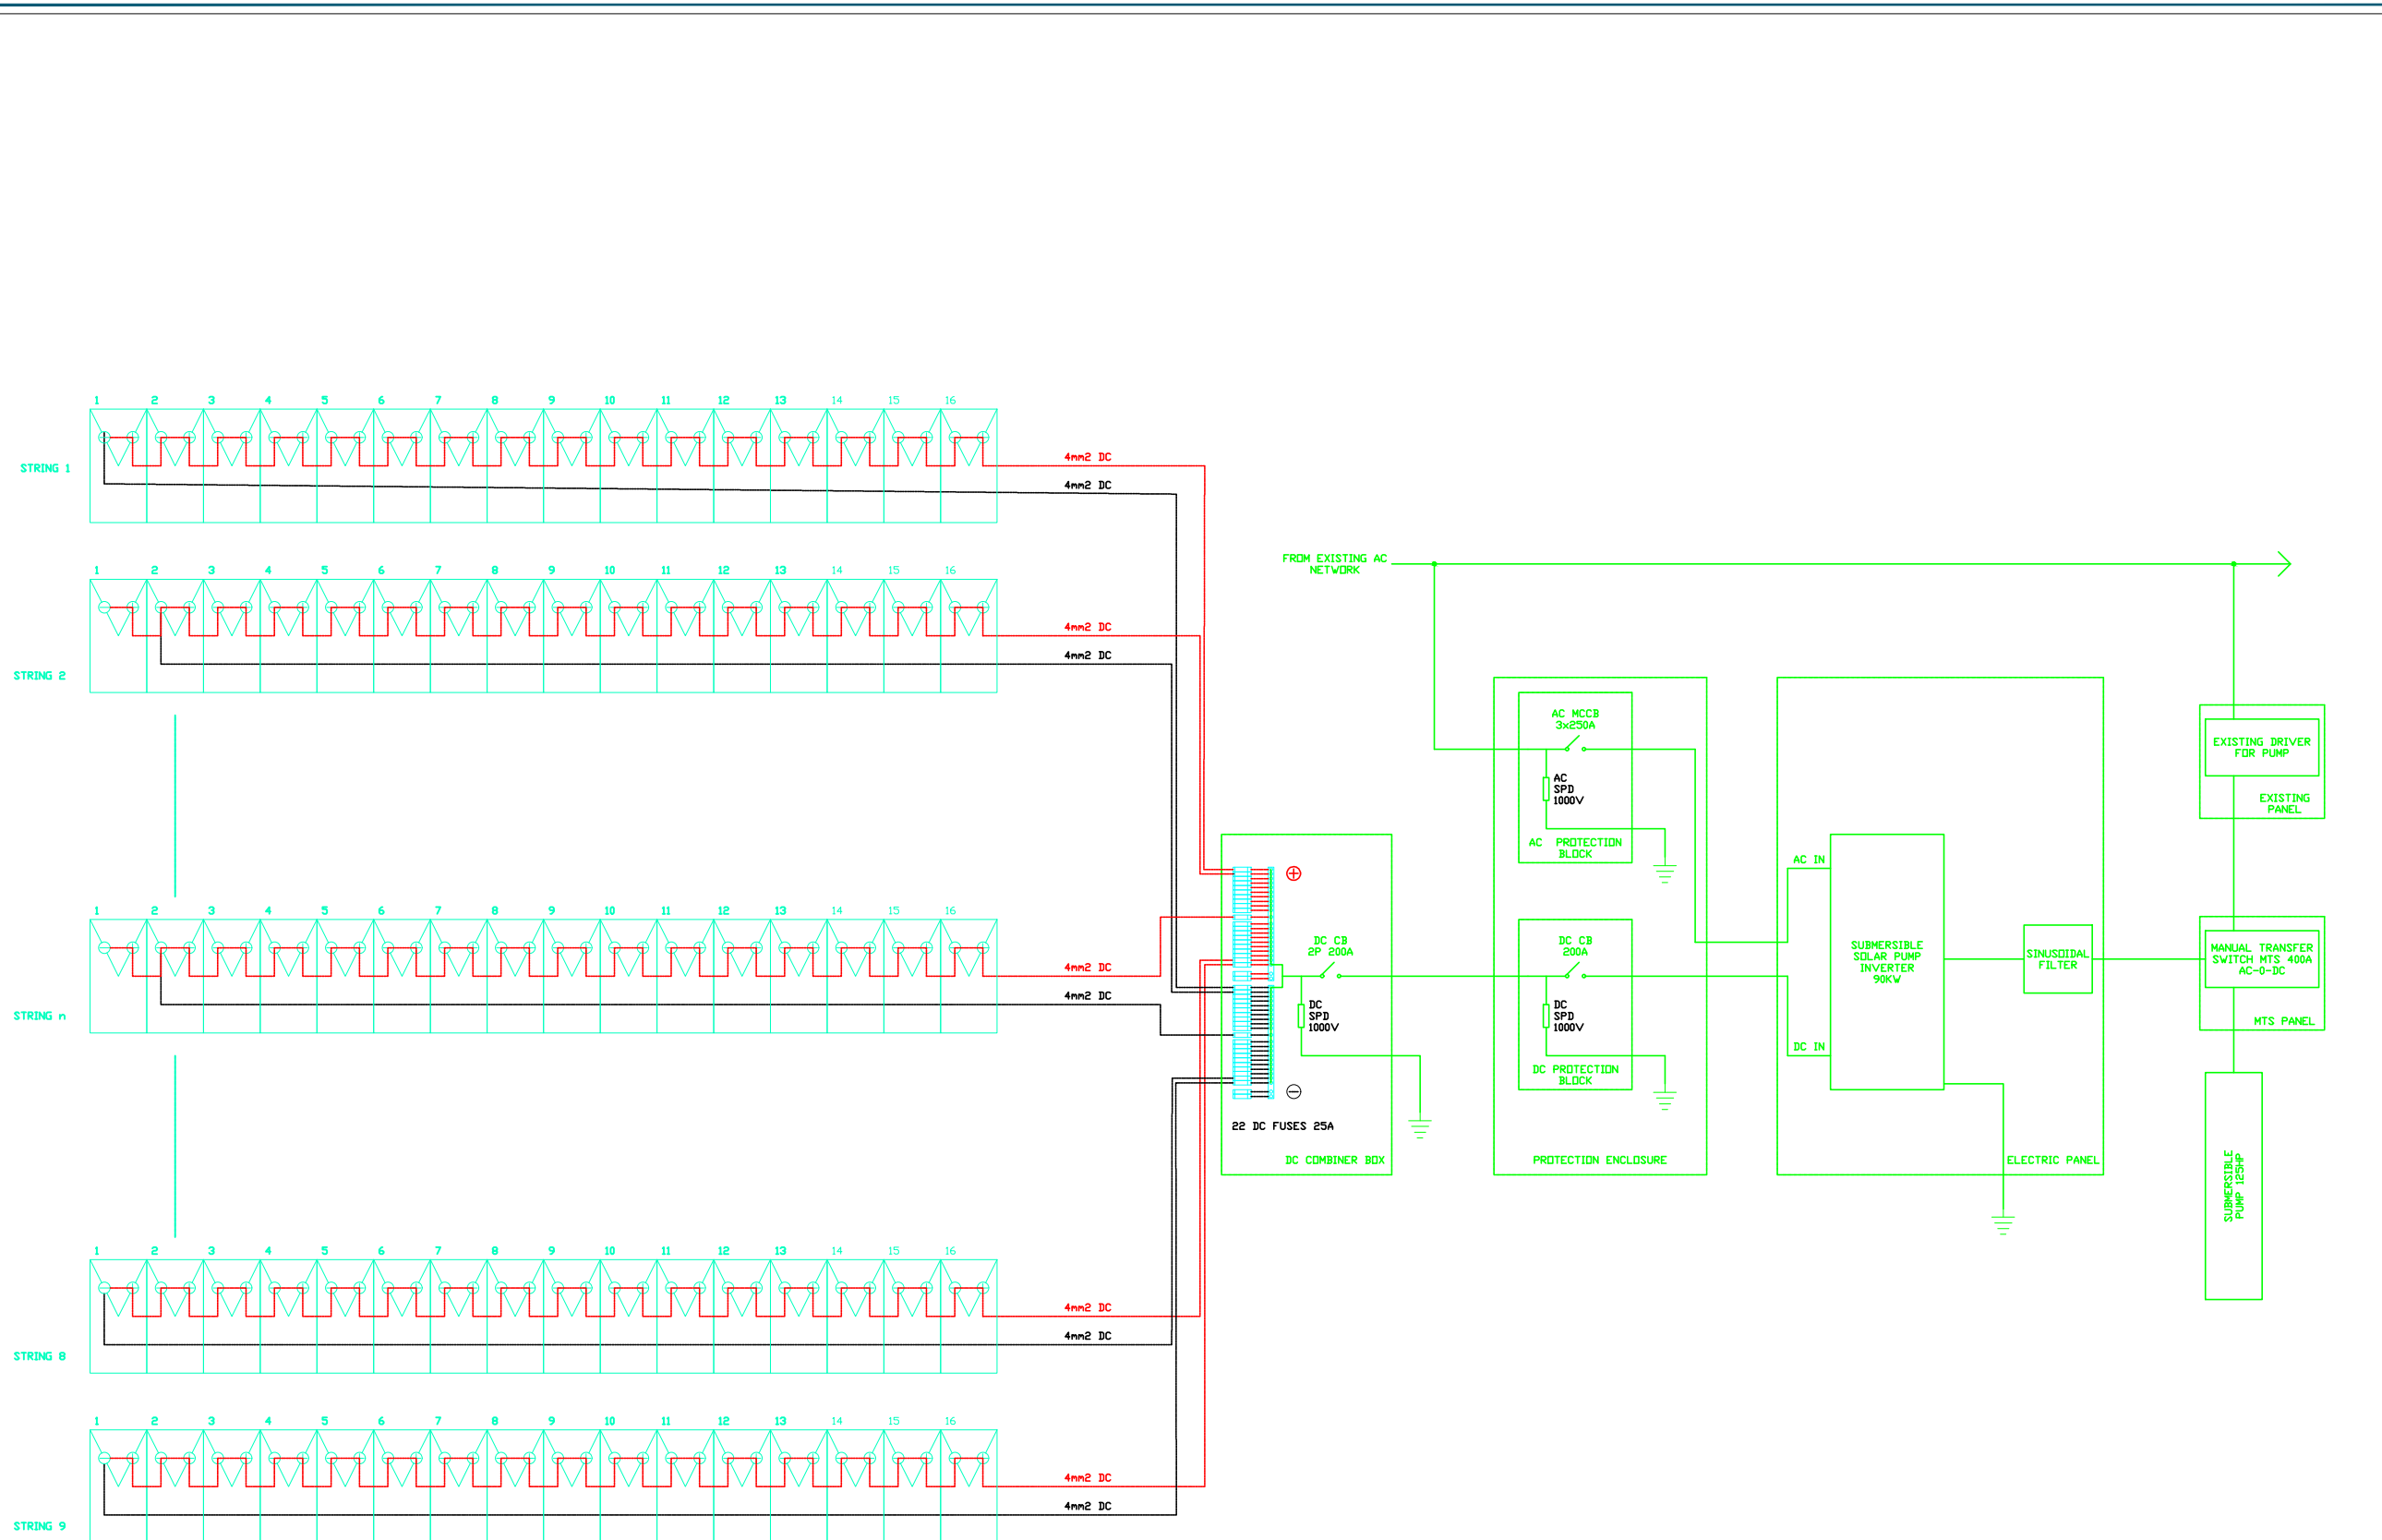 1 2 3 4 5 6 7 8 9 10 11 12 13 14 15 16
STRING 1
4mm2 DC
4mm2 DC
1 2 3 4 5 6 7 8 9 10 11 12 13 14 15 16
STRING 2
4mm2 DC
4mm2 DC
1 2 3 4 5 6 7 8 9 10 11 12 13 14 15 16
STRING n
4mm2 DC
4mm2 DC
1 2 3 4 5 6 7 8 9 10 11 12 13 14 15 16
STRING 8
4mm2 DC
4mm2 DC
1 2 3 4 5 6 7 8 9 10 11 12 13 14 15 16
STRING 9
4mm2 DC
4mm2 DC
FROM EXISTING AC
NETWORK
DC CB
2P 200A
DC
SPD
1000V
22 DC FUSES 25A
DC COMBINER BOX
AC MCCB
3x250A
AC
SPD
1000V
AC PROTECTION
BLOCK
DC CB
200A
DC
SPD
1000V
DC PROTECTION
BLOCK
PROTECTION ENCLOSURE
AC IN
DC IN
SUBMERSIBLE
SOLAR PUMP
INVERTER
90KW
SINUSOIDAL
FILTER
ELECTRIC PANEL
EXISTING DRIVER
FOR PUMP
EXISTING
PANEL
MANUAL TRANSFER
SWITCH MTS 400A
AC-0-DC
MTS PANEL
SUBMERSIBLE
PUMP 125HP